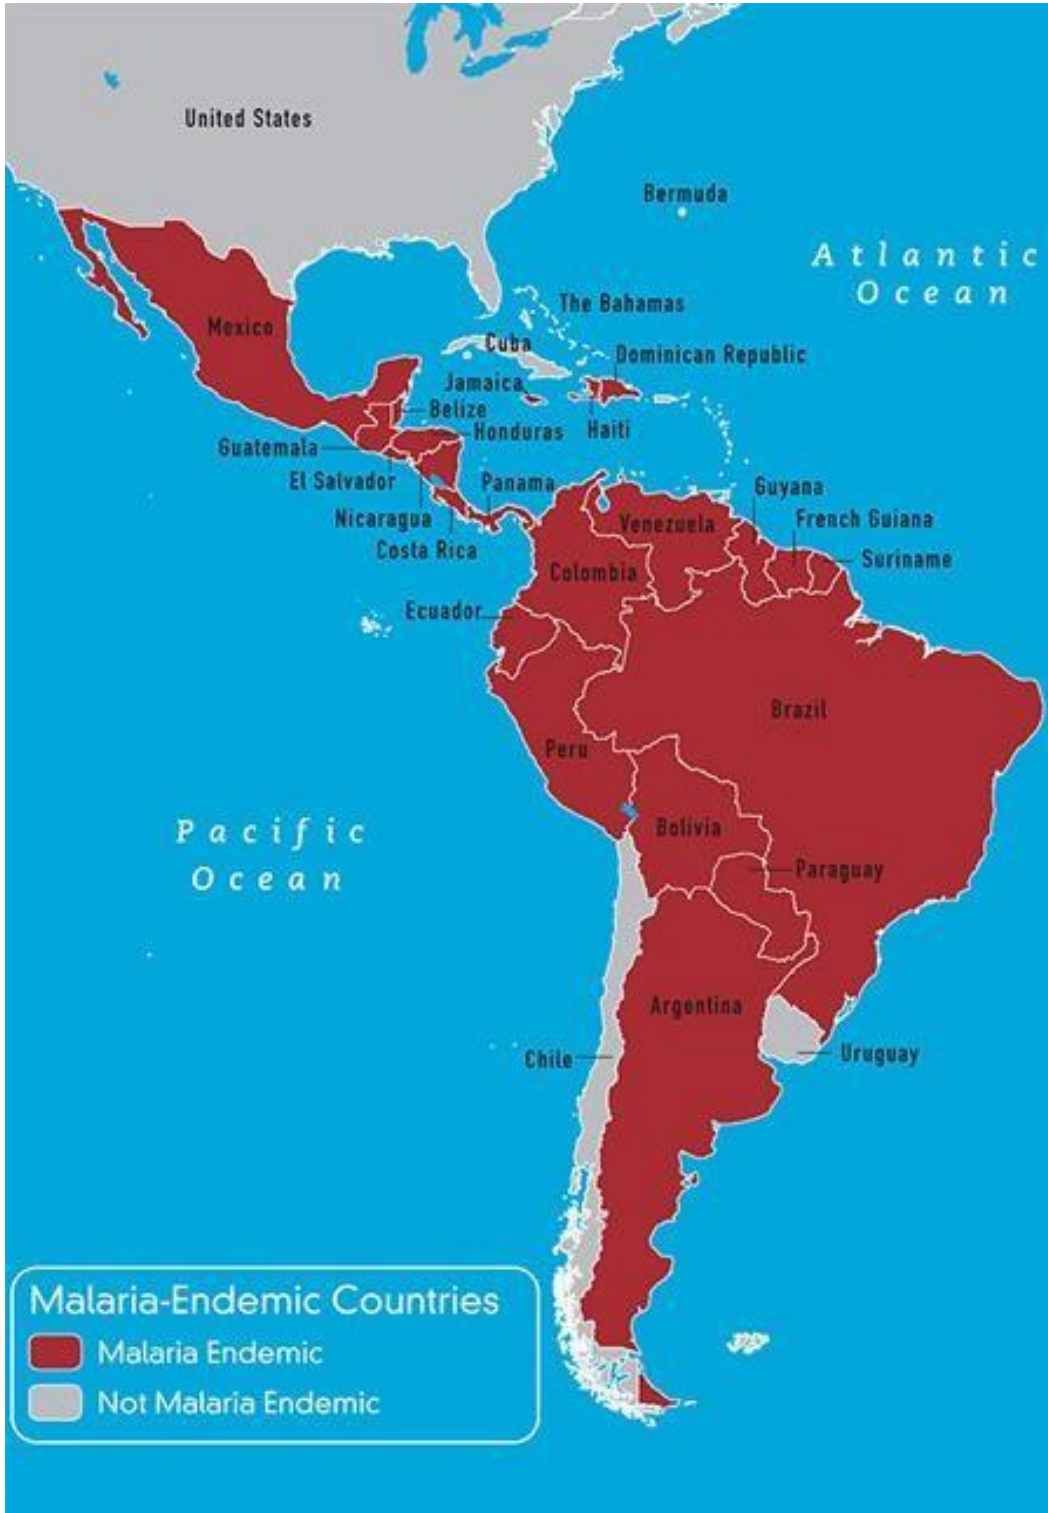 United States
Bermuda
Atlantic
Ocean
The Bahamas
Mexico
Cuba
Dominican Republic
Jamaica
Belize
Haiti
Honduras
Guatemala
El Salvador
Panama
Guyana
Nicaragua
Venezuela
French Guiana
Costa Rica
Suriname
Colombia
Ecuador
Brazil
Peru
Pacific
Ocean
Bolivia
Paraguay
Argentina
Chile
Uruguay
Malaria-Endemic Countries
Malaria Endemic
Not Malaria Endemic